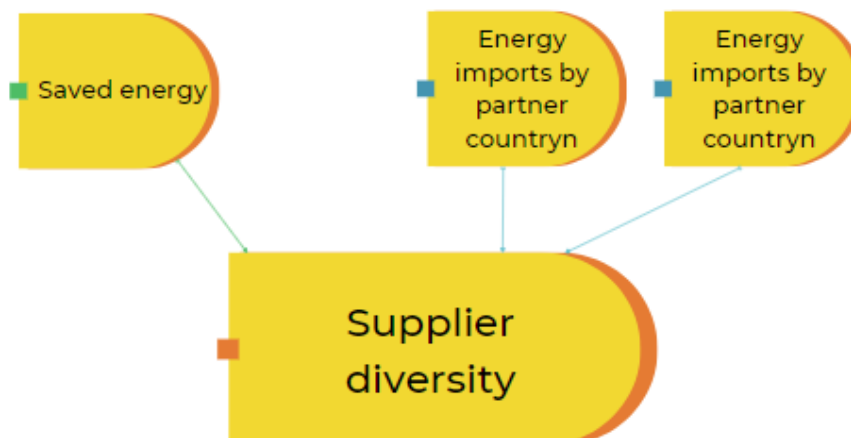 Saved energy
Energy
imports by
partner
countryn
Energy
imports by
partner
countryn
Supplier
diversity